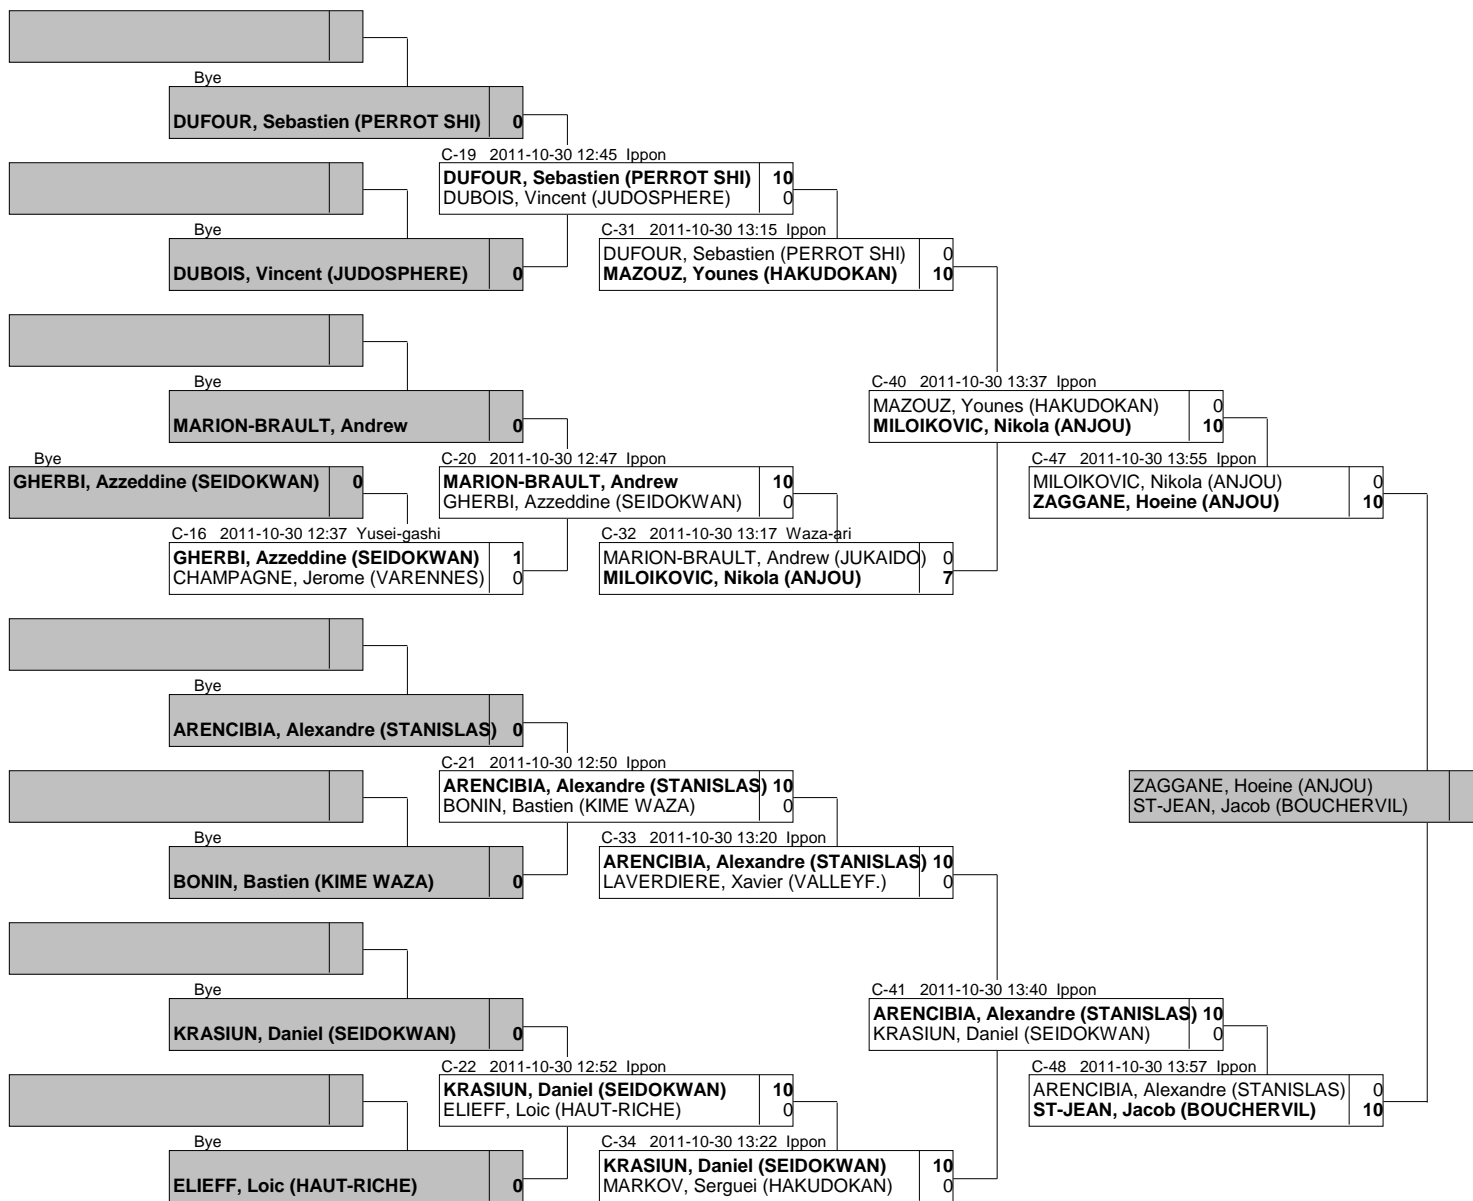 Bye
DUFOUR, Sebastien (PERROT SHI) 0
C-19 2011-10-30 12:45 Ippon
DUFOUR, Sebastien (PERROT SHI) 10
DUBOIS, Vincent (JUDOSPHERE) 0
Bye
DUBOIS, Vincent (JUDOSPHERE) 0
C-31 2011-10-30 13:15 Ippon
DUFOUR, Sebastien (PERROT SHI) 0
MAZOUZ, Younes (HAKUDOKAN) 10
Bye
MARION-BRAULT, Andrew 0
C-40 2011-10-30 13:37 Ippon
MAZOUZ, Younes (HAKUDOKAN) 0
MILOIKOVIC, Nikola (ANJOU) 10
Bye
GHERBI, Azzeddine (SEIDOKWAN) 0
C-20 2011-10-30 12:47 Ippon
MARION-BRAULT, Andrew 10
GHERBI, Azzeddine (SEIDOKWAN) 0
C-47 2011-10-30 13:55 Ippon
MILOIKOVIC, Nikola (ANJOU) 0
ZAGGANE, Hoeine (ANJOU) 10
C-16 2011-10-30 12:37 Yusei-gashi
GHERBI, Azzeddine (SEIDOKWAN) 1
CHAMPAGNE, Jerome (VARENNES) 0
C-32 2011-10-30 13:17 Waza-ari
MARION-BRAULT, Andrew (JUKAIDO) 0
MILOIKOVIC, Nikola (ANJOU) 7
Bye
ARENCIBIA, Alexandre (STANISLAS) 0
C-21 2011-10-30 12:50 Ippon
ARENCIBIA, Alexandre (STANISLAS) 10
BONIN, Bastien (KIME WAZA) 0
ZAGGANE, Hoeine (ANJOU)
ST-JEAN, Jacob (BOUCHERVIL)
Bye
BONIN, Bastien (KIME WAZA) 0
C-33 2011-10-30 13:20 Ippon
ARENCIBIA, Alexandre (STANISLAS) 10
LAVERDIERE, Xavier (VALLEYF.) 0
Bye
KRASIUN, Daniel (SEIDOKWAN) 0
C-41 2011-10-30 13:40 Ippon
ARENCIBIA, Alexandre (STANISLAS) 10
KRASIUN, Daniel (SEIDOKWAN) 0
C-22 2011-10-30 12:52 Ippon
KRASIUN, Daniel (SEIDOKWAN) 10
ELIEFF, Loic (HAUT-RICHE) 0
C-48 2011-10-30 13:57 Ippon
ARENCIBIA, Alexandre (STANISLAS) 0
ST-JEAN, Jacob (BOUCHERVIL) 10
Bye
ELIEFF, Loic (HAUT-RICHE) 0
C-34 2011-10-30 13:22 Ippon
KRASIUN, Daniel (SEIDOKWAN) 10
MARKOV, Serguei (HAKUDOKAN) 0